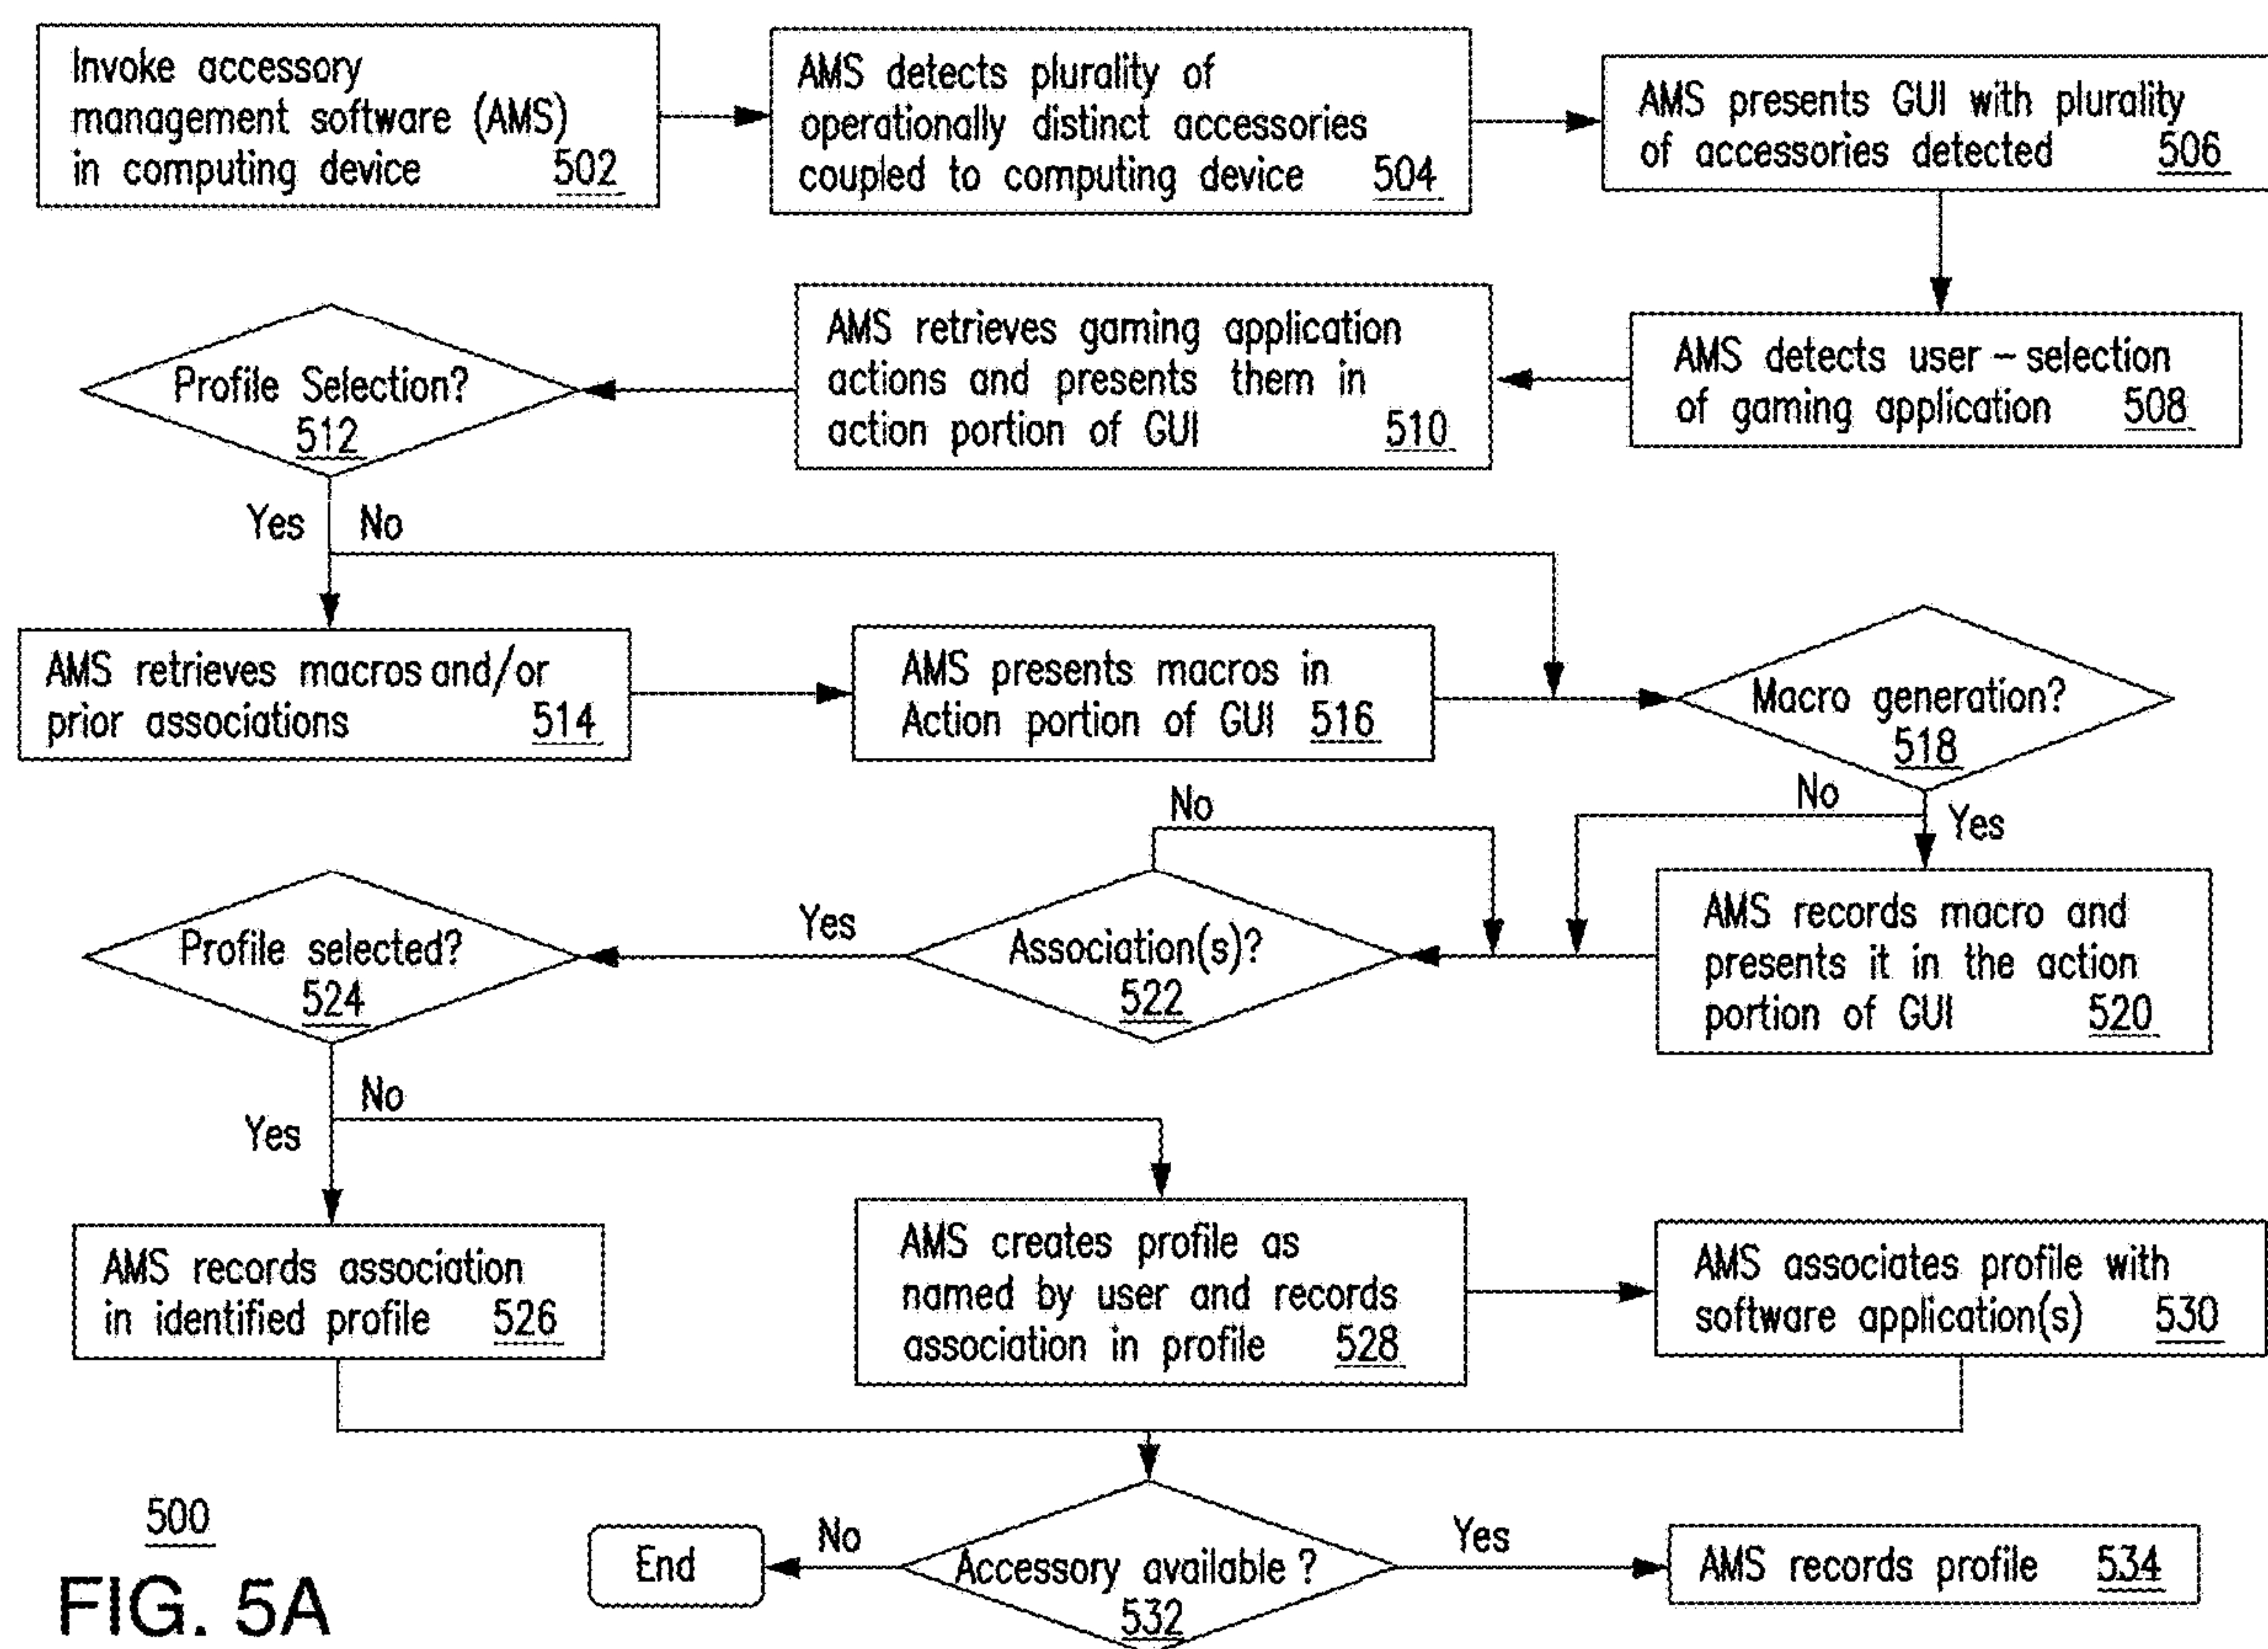 Invoke accessory
management software (AMS)
in computing device 502
AMS detects plurality of
operationally distinct accessories
coupled to computing device 504
AMS presents GUI with plurality
of accessories detected 506
AMS detects user-selection
of gaming application 508
AMS retrieves gaming application
actions and presents them in
action portion of GUI 510
Profile Selection?
512
Yes
No
AMS retrieves macros and/or
prior associations 514
AMS presents macros in
Action portion of GUI 516
Macro generation?
518
No
Yes
AMS records macro and
presents it in the action
portion of GUI 520
No
Association(s)?
522
Yes
Profile selected?
524
Yes
No
AMS records association
in identified profile 526
AMS creates profile as
named by user and records
association in profile 528
AMS associates profile with
software application(s) 530
Accessory available ?
532
No
End
Yes
AMS records profile 534
500
FIG. 5A